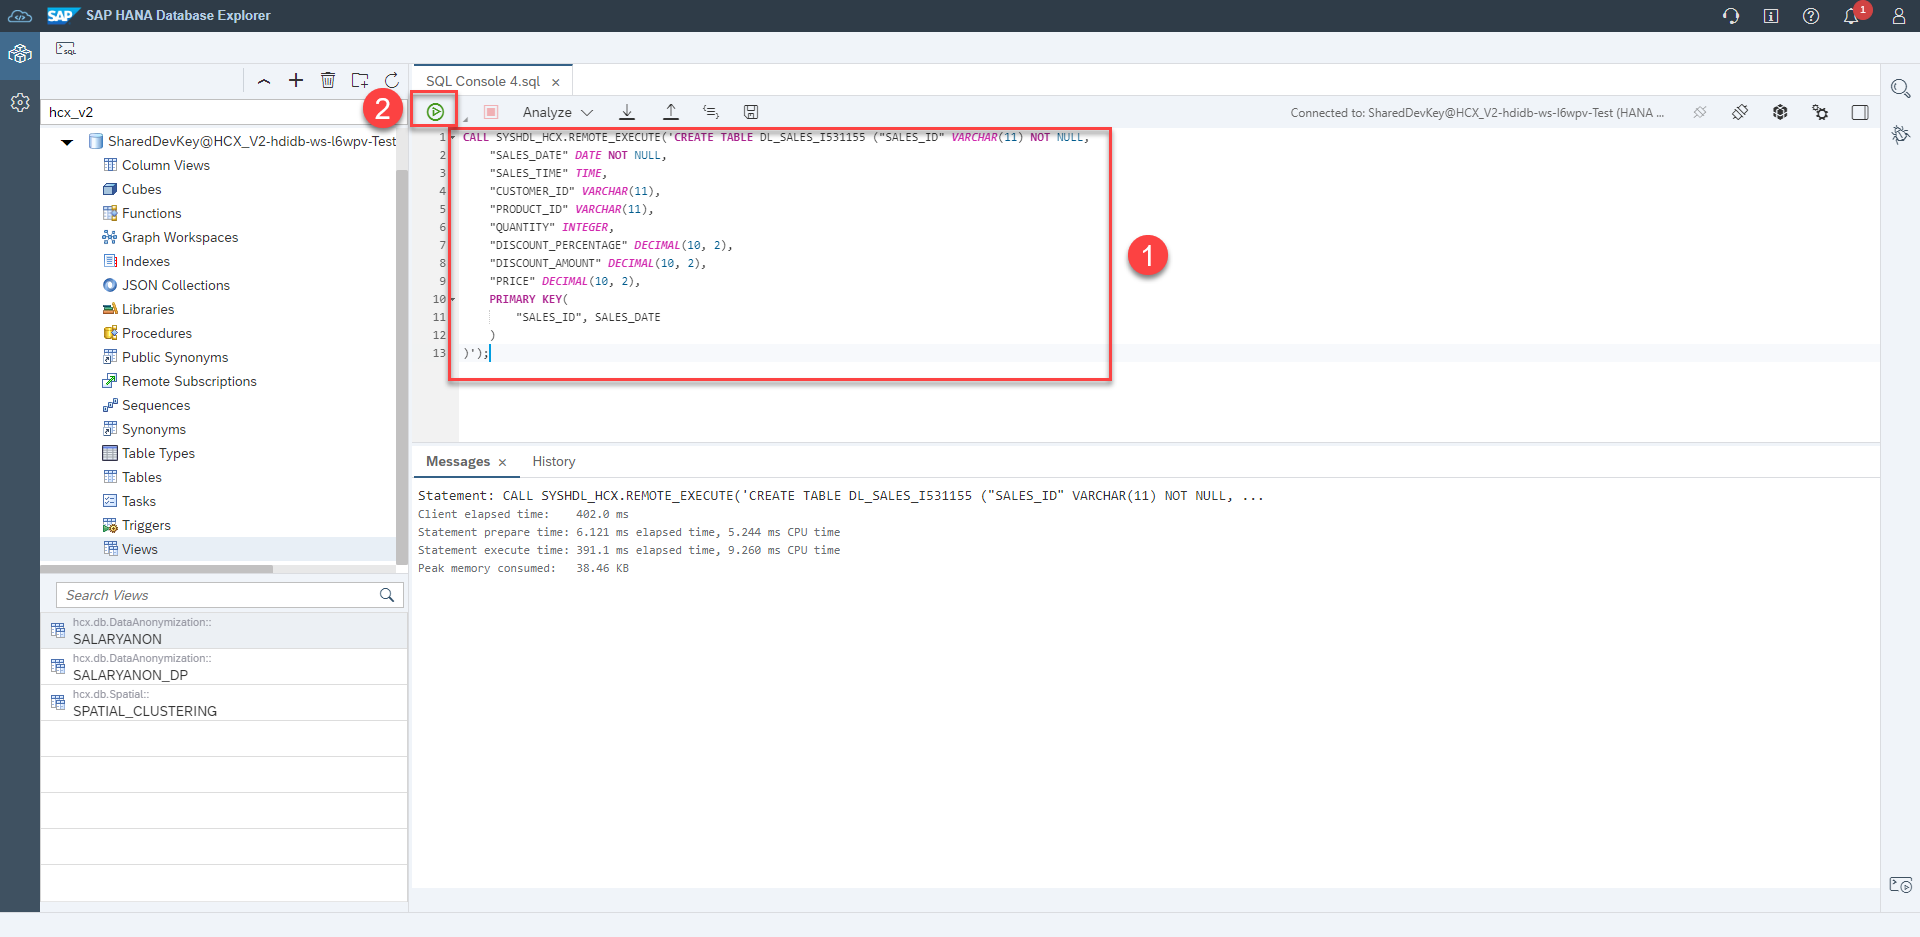 SAP SAP HANA Database Explorer
1
SQL
SQL Console 4.sql
hcx_v2
2
Analyze
Connected to: SharedDevKey@HCX_V2-hdidb-ws-l6wpv-Test (HANA ...
SharedDevKey@HCX_V2-hdidb-ws-l6wpv-Test
Column Views
Cubes
Functions
Graph Workspaces
Indexes
JSON Collections
Libraries
Procedures
Public Synonyms
Remote Subscriptions
Sequences
Synonyms
Table Types
Tables
Tasks
Triggers
Views
Search Views
hcx.db.DataAnonymization::
SALARYANON
hcx.db.DataAnonymization::
SALARYANON_DP
hcx.db.Spatial::
SPATIAL_CLUSTERING
1 CALL SYSHDL_HCX.REMOTE_EXECUTE('CREATE TABLE DL_SALES_I531155 ("SALES_ID" VARCHAR(11) NOT NULL,
2 "SALES_DATE" DATE NOT NULL,
3 "SALES_TIME" TIME,
4 "CUSTOMER_ID" VARCHAR(11),
5 "PRODUCT_ID" VARCHAR(11),
6 "QUANTITY" INTEGER,
7 "DISCOUNT_PERCENTAGE" DECIMAL(10, 2),
8 "DISCOUNT_AMOUNT" DECIMAL(10, 2),
9 "PRICE" DECIMAL(10, 2),
10 PRIMARY KEY(
11 "SALES_ID", SALES_DATE
12 )
13 )');
1
Messages
History
Statement: CALL SYSHDL_HCX.REMOTE_EXECUTE('CREATE TABLE DL_SALES_I531155 ("SALES_ID" VARCHAR(11) NOT NULL, ...
Client elapsed time: 402.0 ms
Statement prepare time: 6.121 ms elapsed time, 5.244 ms CPU time
Statement execute time: 391.1 ms elapsed time, 9.260 ms CPU time
Peak memory consumed: 38.46 KB